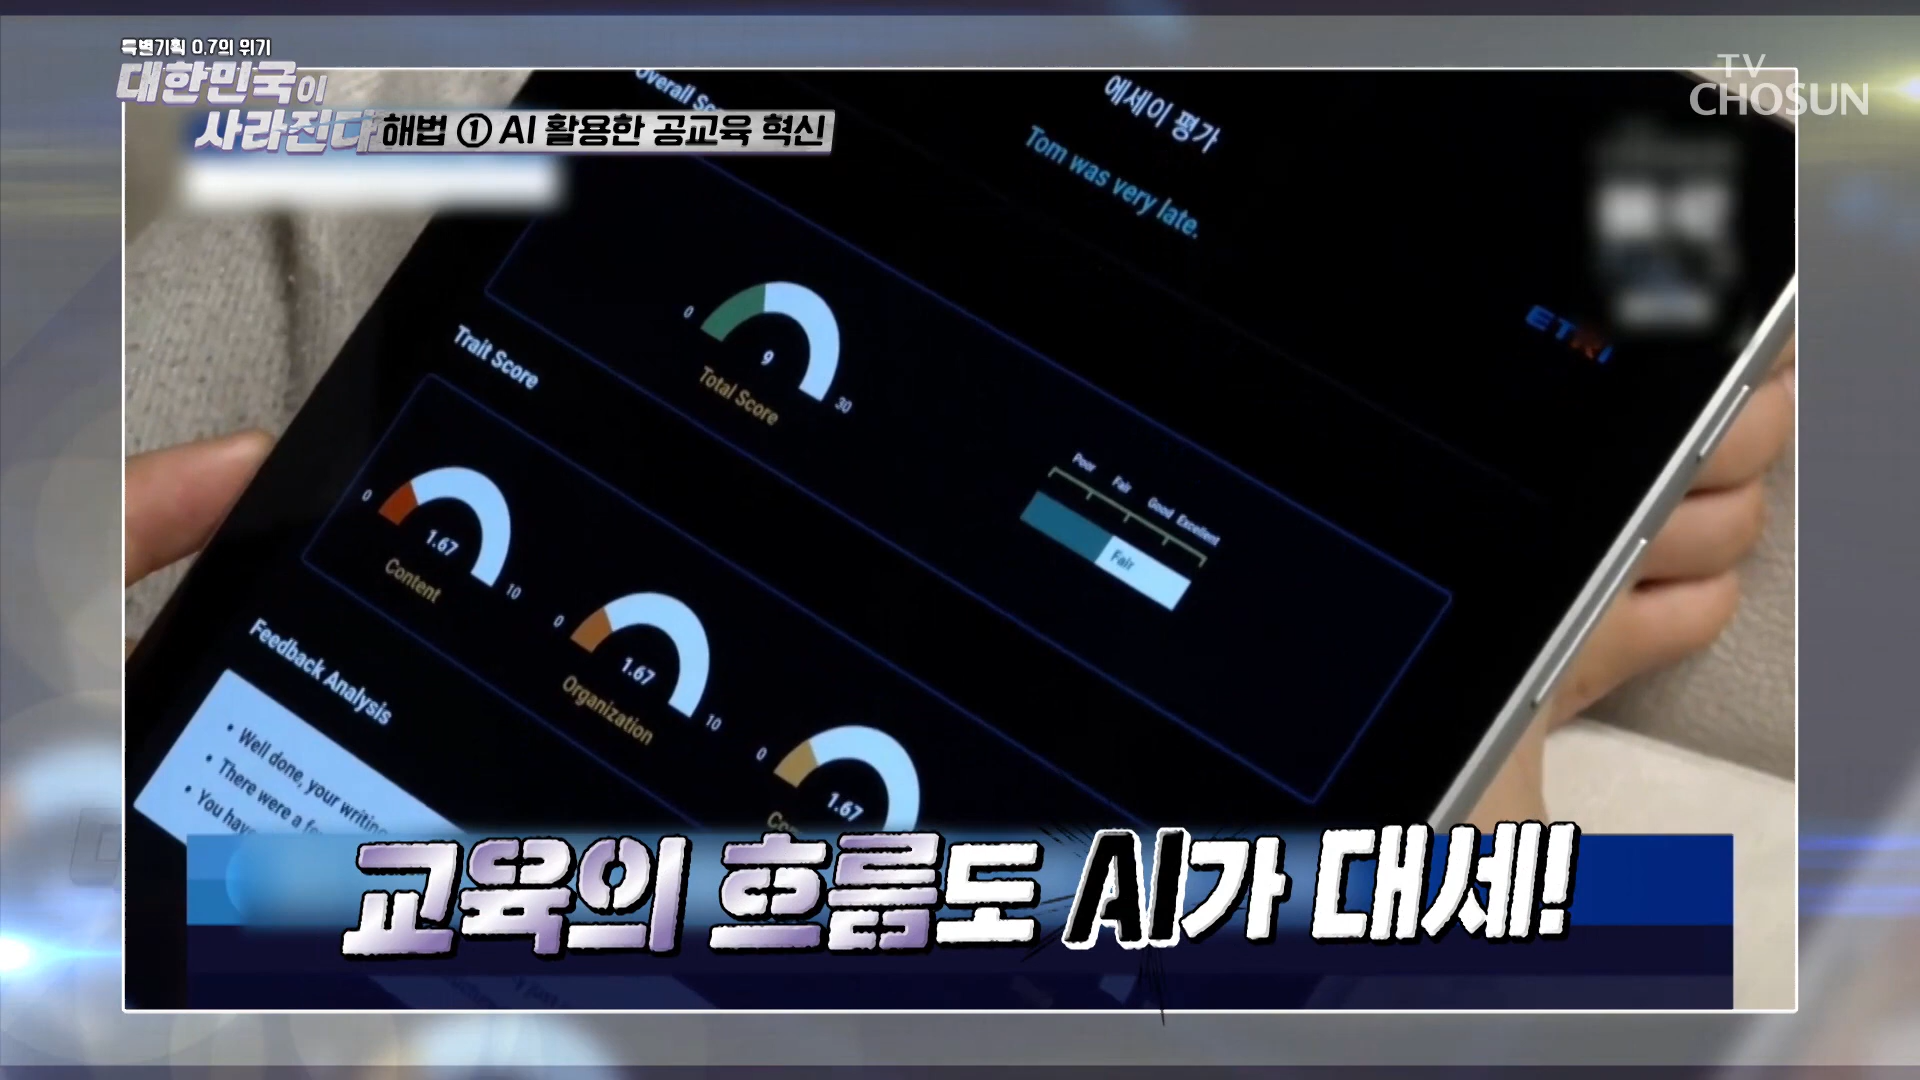 특별기획 0.7의 위기
대한민국이
사라진다
해법 ① AI 활용한 공교육 혁신
TV
CHOSUN
에세이 평가
Tom was very late.
ETRI
Overall
0
9
30
Total Score
Poor
Fair
Good
Excellent
Fair
Trait Score
0
1.67
10
Content
0
1.67
10
Organization
0
1.67
Feedback Analysis
• Well done, your writing
• There were a
• You have
교육의 흐름도 AI가 대세!